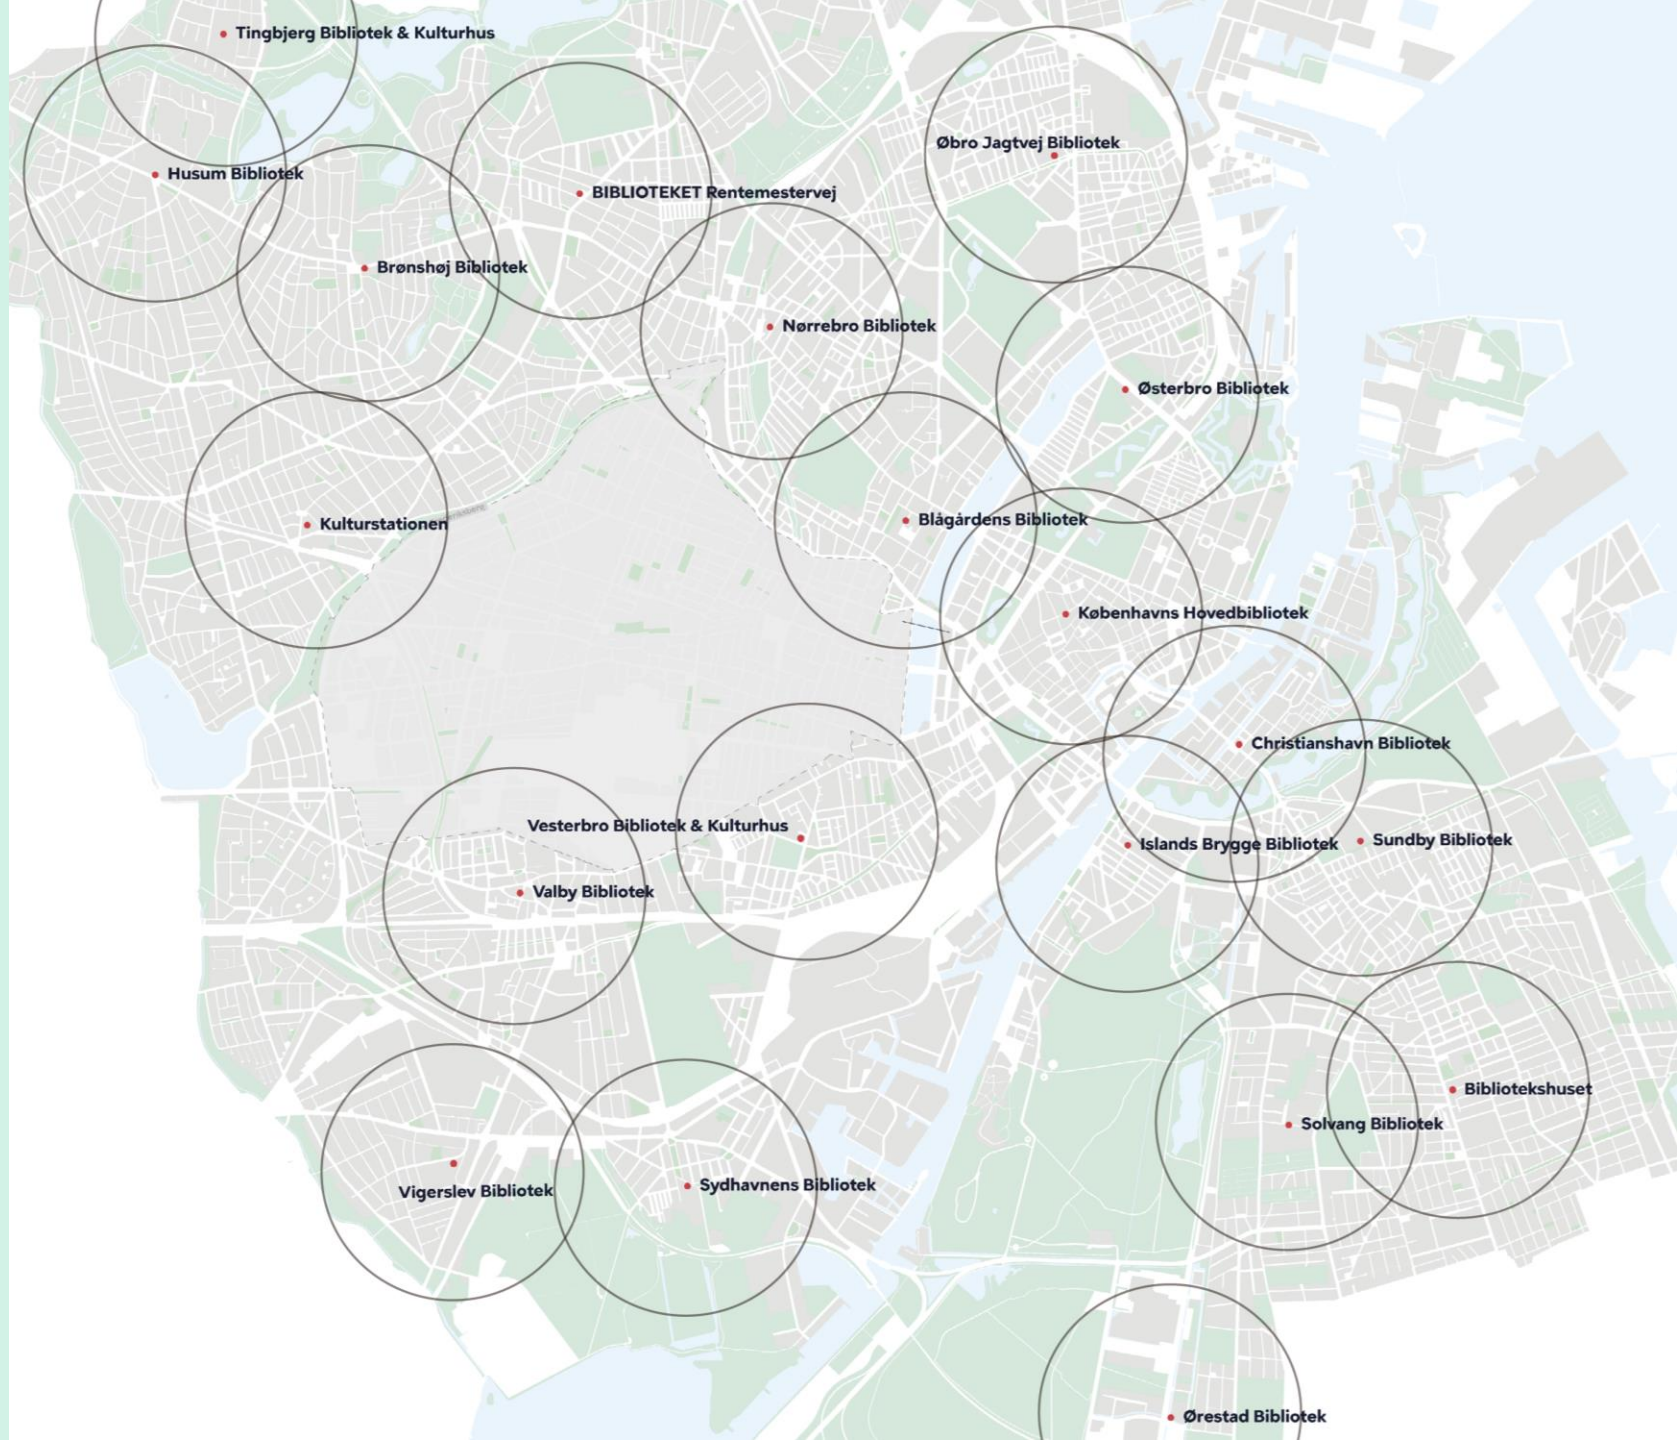 Tingbjerg Bibliotek & Kulturhus
Øbro Jagtvej Bibliotek
Husum Bibliotek
BIBLIOTEKET Rentemestervej
Brønshøj Bibliotek
Nørrebro Bibliotek
Østerbro Bibliotek
Kulturstationen
Blågårdens Bibliotek
Københavns Hovedbibliotek
Christianshavn Bibliotek
Vesterbro Bibliotek & Kulturhus
Islands Brygge Bibliotek
Sundby Bibliotek
Valby Bibliotek
Bibliotekshuset
Solvang Bibliotek
Sydhavnens Bibliotek
Vigerslev Bibliotek
Ørestad Bibliotek